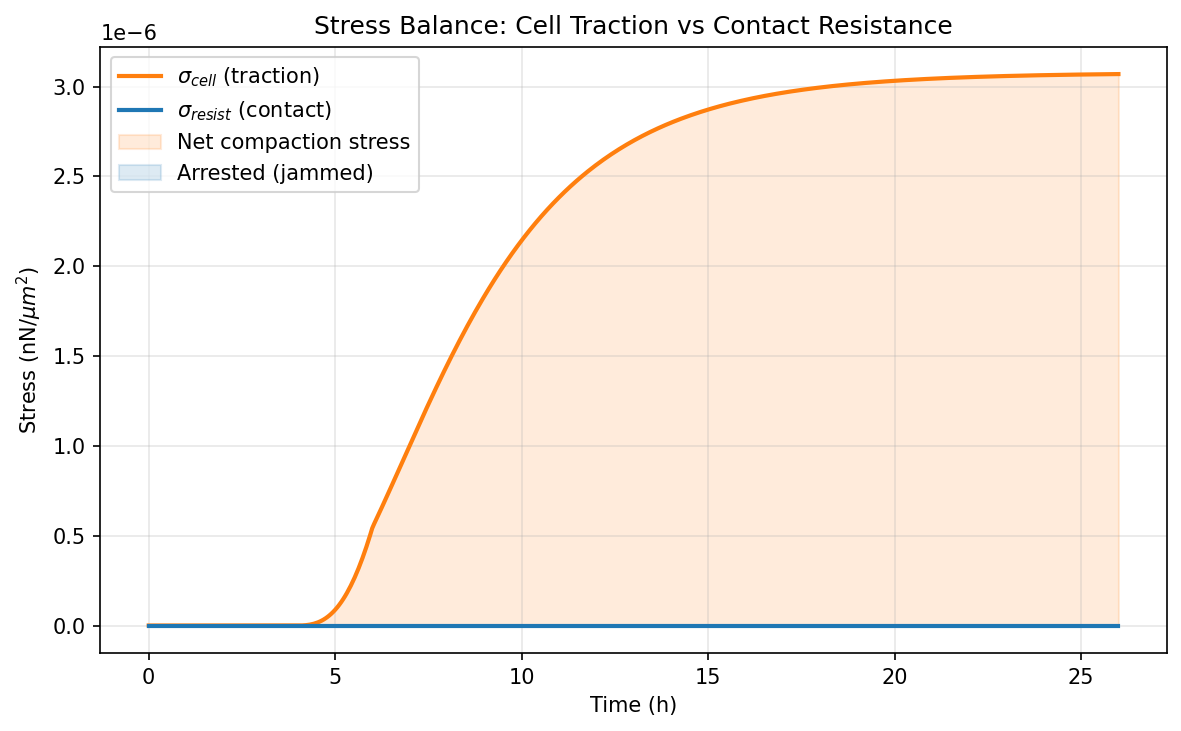 Stress Balance: Cell Traction vs Contact Resistance
1e−6
σcell (traction)
σresist (contact)
Net compaction stress
Arrested (jammed)
3.0
2.5
2.0
1.5
1.0
0.5
0.0
Stress (nN/μm²)
0 5 10 15 20 25
Time (h)